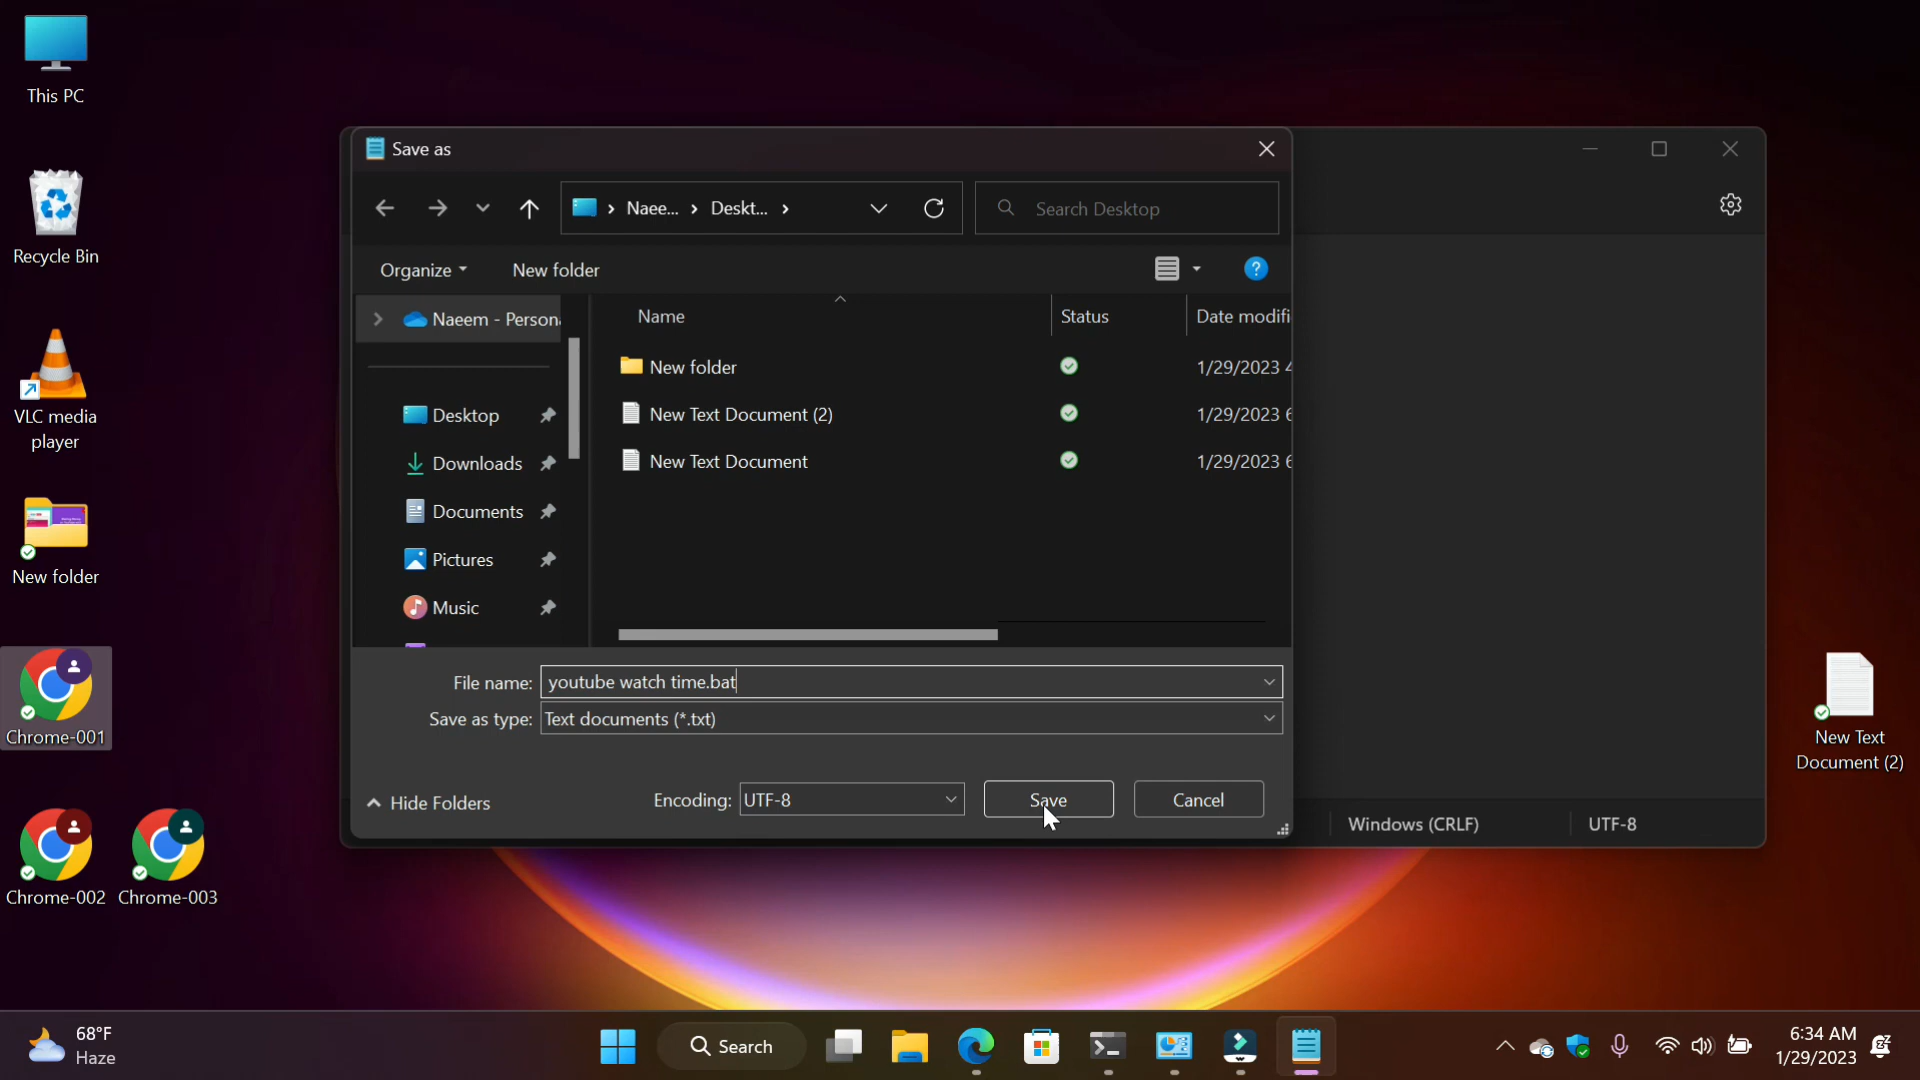 This PC
Recycle Bin
VLC media
player
New folder
Chrome-001
Chrome-002
Chrome-003
Save as
Naee...
Deskt...
Search Desktop
Organize
New folder
?
Naeem - Person
Desktop
Downloads
Documents
Pictures
Music
Name
Status
Date modifi
New folder
1/29/2023 4
New Text Document (2)
1/29/2023 6
New Text Document
1/29/2023 6
File name: youtube watch time.bat
Save as type: Text documents (*.txt)
Hide Folders
Encoding: UTF-8
Save
Cancel
Windows (CRLF)
UTF-8
New Text
Document (2)
68°F
Haze
Search
6:34 AM
1/29/2023